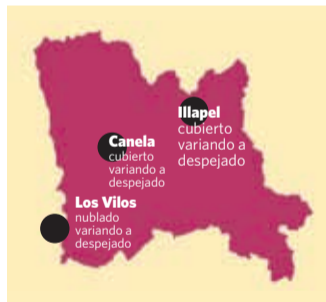 Illapel
cubierto
variando a
despejado
Canela
cubierto
variando a
despejado
Los Vilos
nublado
variando a
despejado